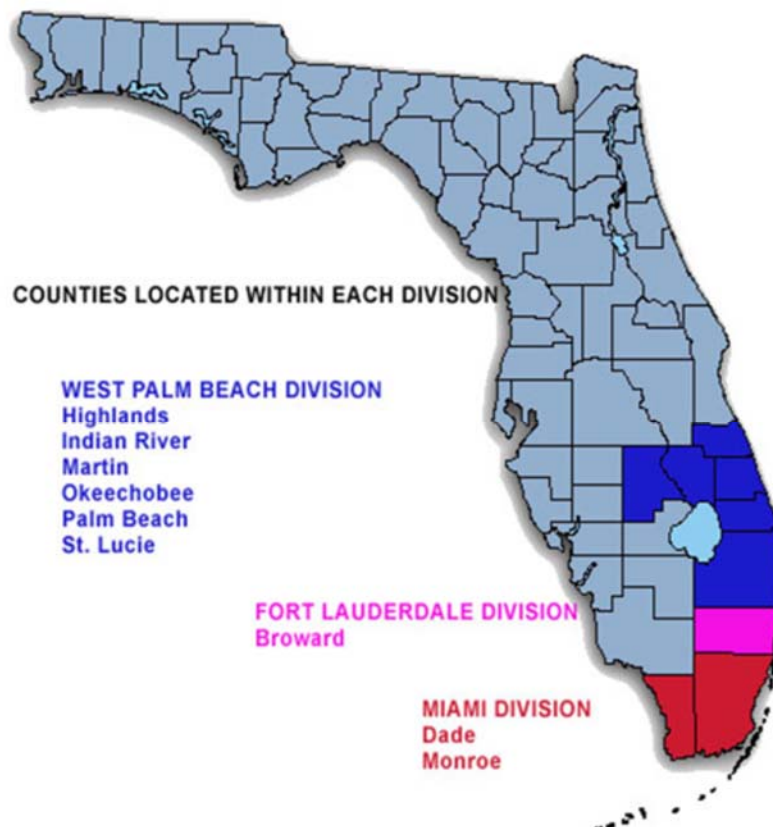 COUNTIES LOCATED WITHIN EACH DIVISION
WEST PALM BEACH DIVISION
Highlands
Indian River
Martin
Okeechobee
Palm Beach
St. Lucie
FORT LAUDERDALE DIVISION
Broward
MIAMI DIVISION
Dade
Monroe